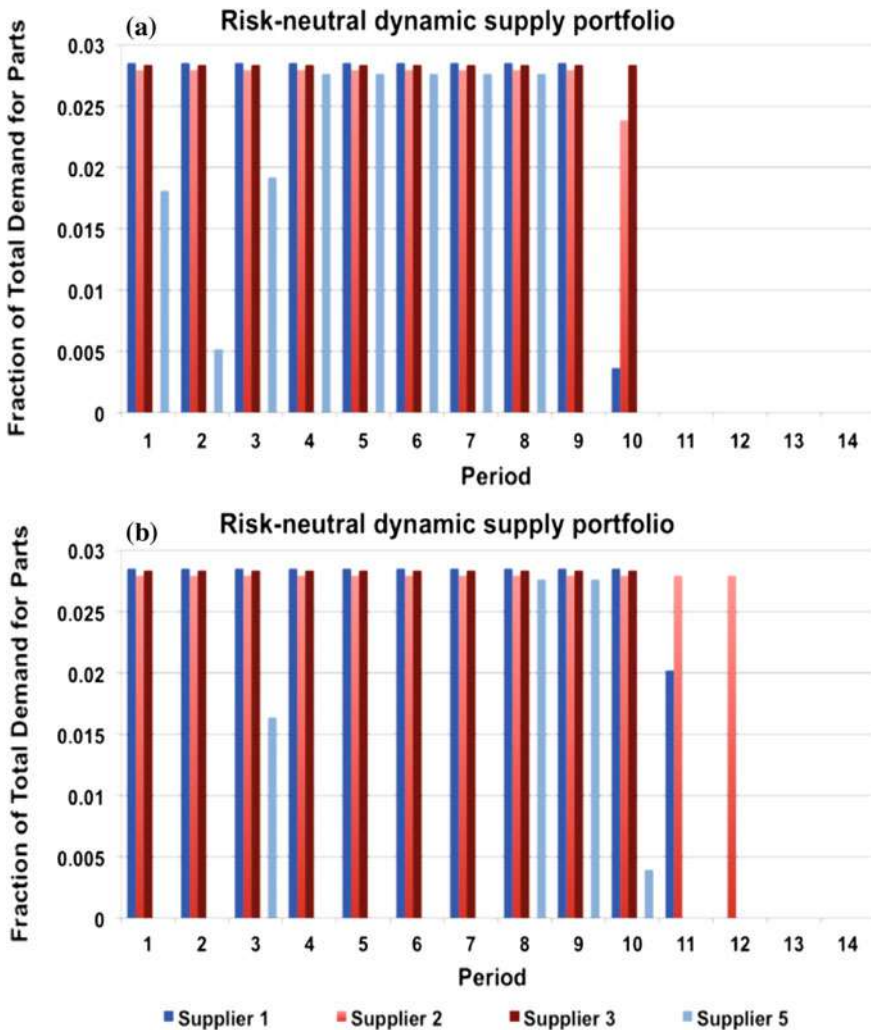 (a) Risk-neutral dynamic supply portfolio
Fraction of Total Demand for Parts
0.03
0.025
0.02
0.015
0.01
0.005
0
1 2 3 4 5 6 7 8 9 10 11 12 13 14
Period
(b) Risk-neutral dynamic supply portfolio
Fraction of Total Demand for Parts
0.03
0.025
0.02
0.015
0.01
0.005
0
1 2 3 4 5 6 7 8 9 10 11 12 13 14
Period
Supplier 1 Supplier 2 Supplier 3 Supplier 5